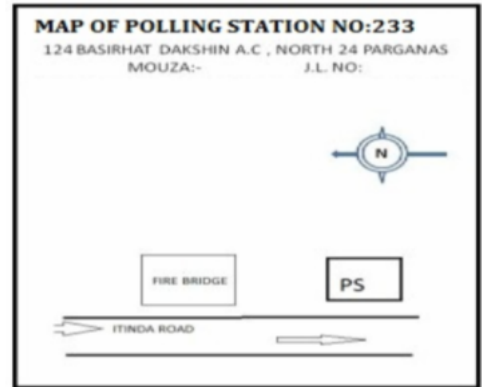 MAP OF POLLING STATION NO:233
124 BASIRHAT DAKSHIN A.C , NORTH 24 PARGANAS
MOUZA:- J.L. NO:
N
FIRE BRIDGE
PS
ITINDA ROAD